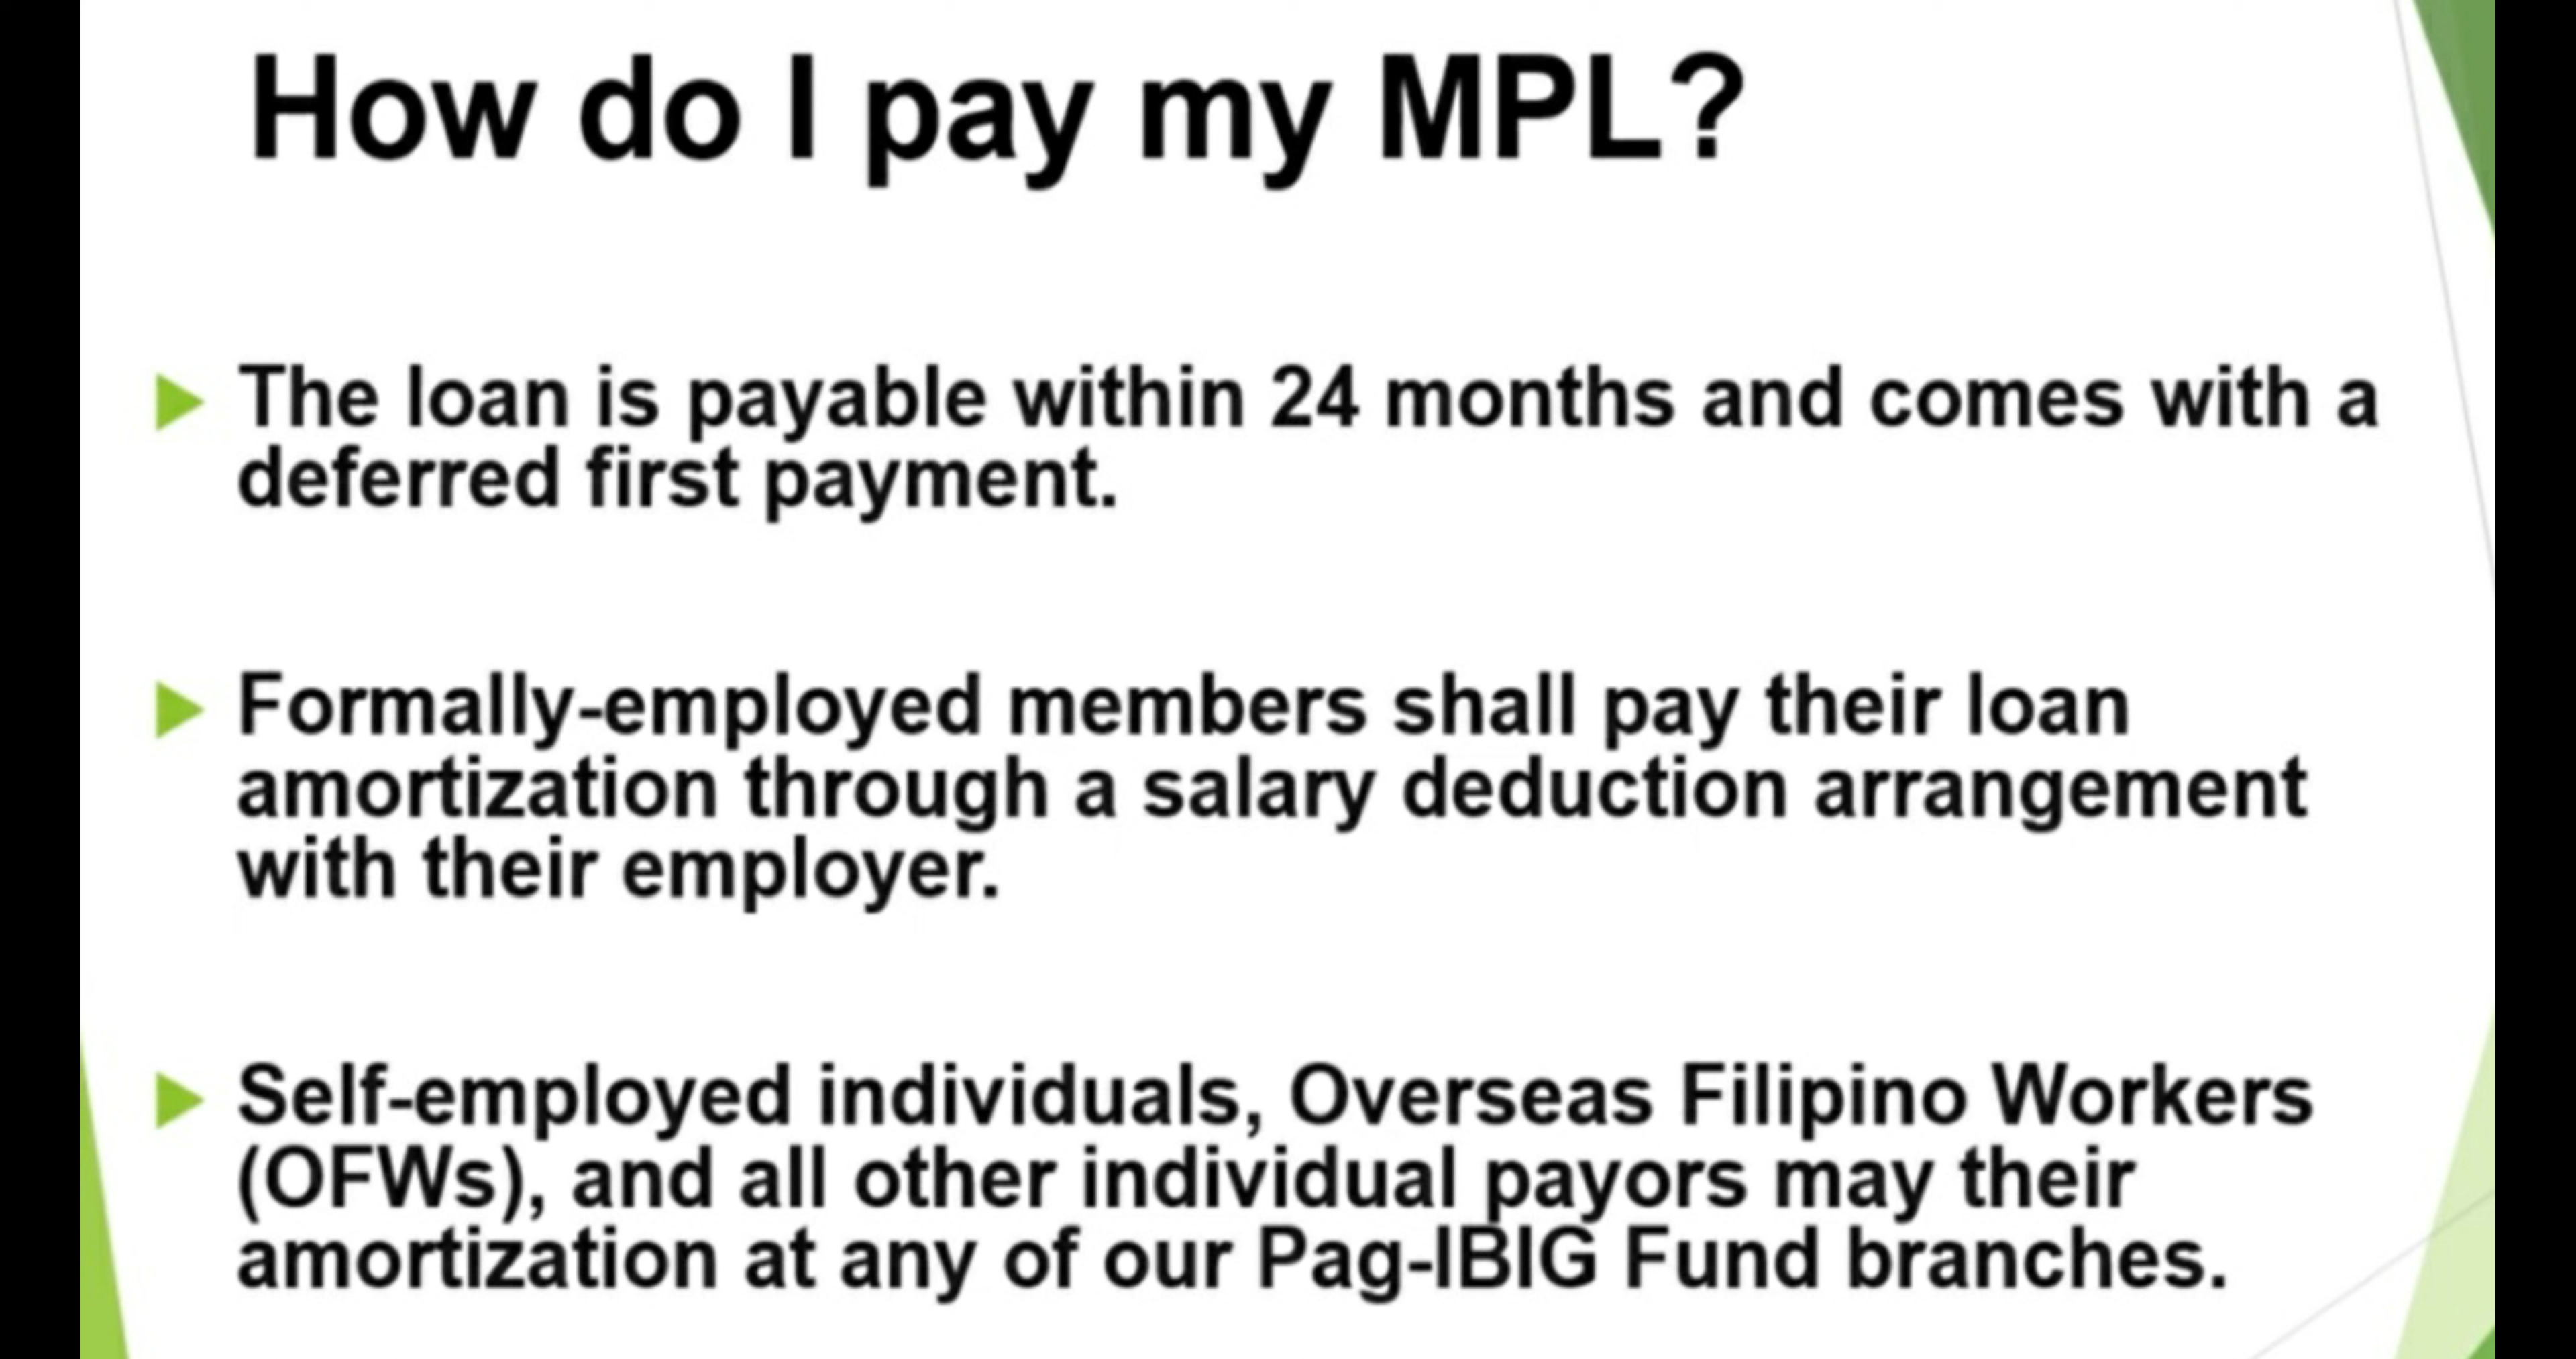 How do I pay my MPL?
The loan is payable within 24 months and comes with a
deferred first payment.
Formally-employed members shall pay their loan
amortization through a salary deduction arrangement
with their employer.
Self-employed individuals, Overseas Filipino Workers
(OFWs), and all other individual payors may their
amortization at any of our Pag-IBIG Fund branches.